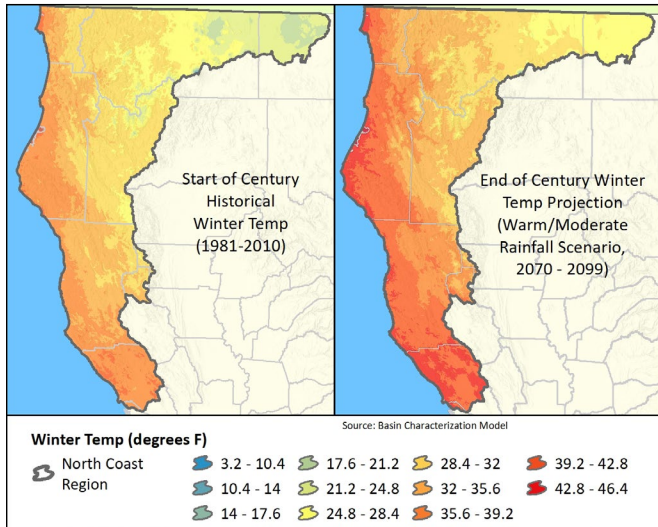 Start of Century
Historical
Winter Temp
(1981-2010)
End of Century Winter
Temp Projection
(Warm/Moderate
Rainfall Scenario,
2070 - 2099)
Source: Basin Characterization Model
Winter Temp (degrees F)
North Coast
Region
3.2 - 10.4
10.4 - 14
14 - 17.6
17.6 - 21.2
21.2 - 24.8
24.8 - 28.4
28.4 - 32
32 - 35.6
35.6 - 39.2
39.2 - 42.8
42.8 - 46.4